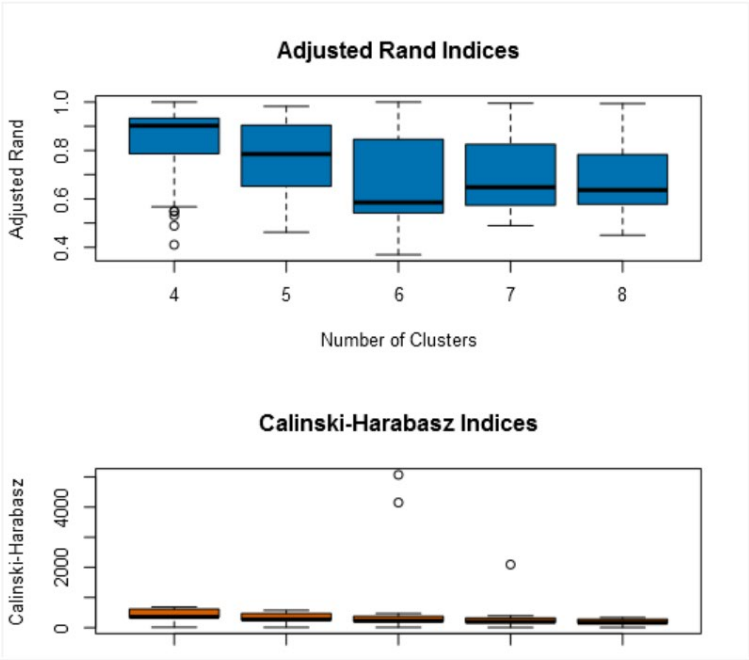 Adjusted Rand Indices
Adjusted Rand
1.0
0.8
0.6
0.4
4 5 6 7 8
Number of Clusters
Calinski-Harabasz Indices
Calinski-Harabasz
4000
2000
0